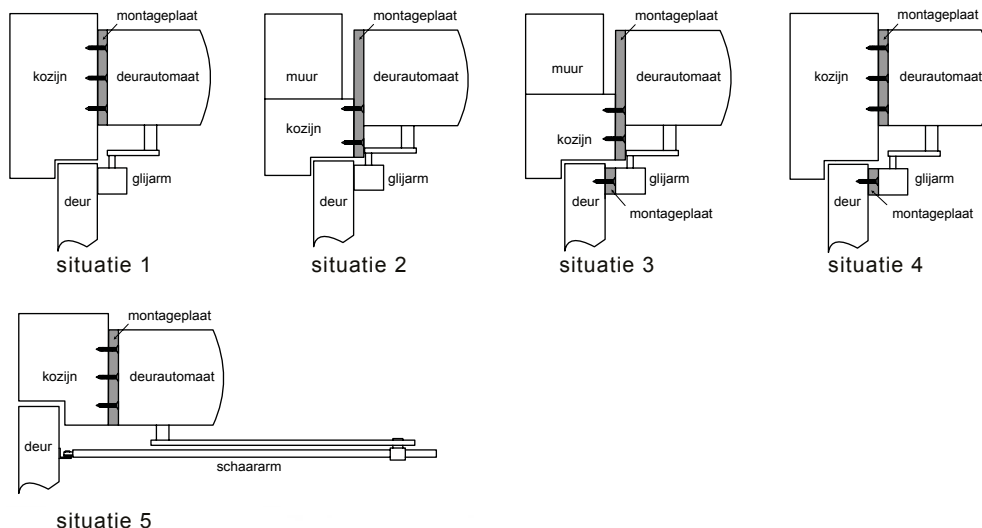 montageplaat
kozijn
deurautomaat
glijarm
deur
situatie 1
montageplaat
muur
deurautomaat
kozijn
glijarm
deur
situatie 2
montageplaat
muur
deurautomaat
kozijn
glijarm
deur
montageplaat
situatie 3
montageplaat
kozijn
deurautomaat
glijarm
deur
montageplaat
situatie 4
montageplaat
kozijn
deurautomaat
deur
schaararm
situatie 5